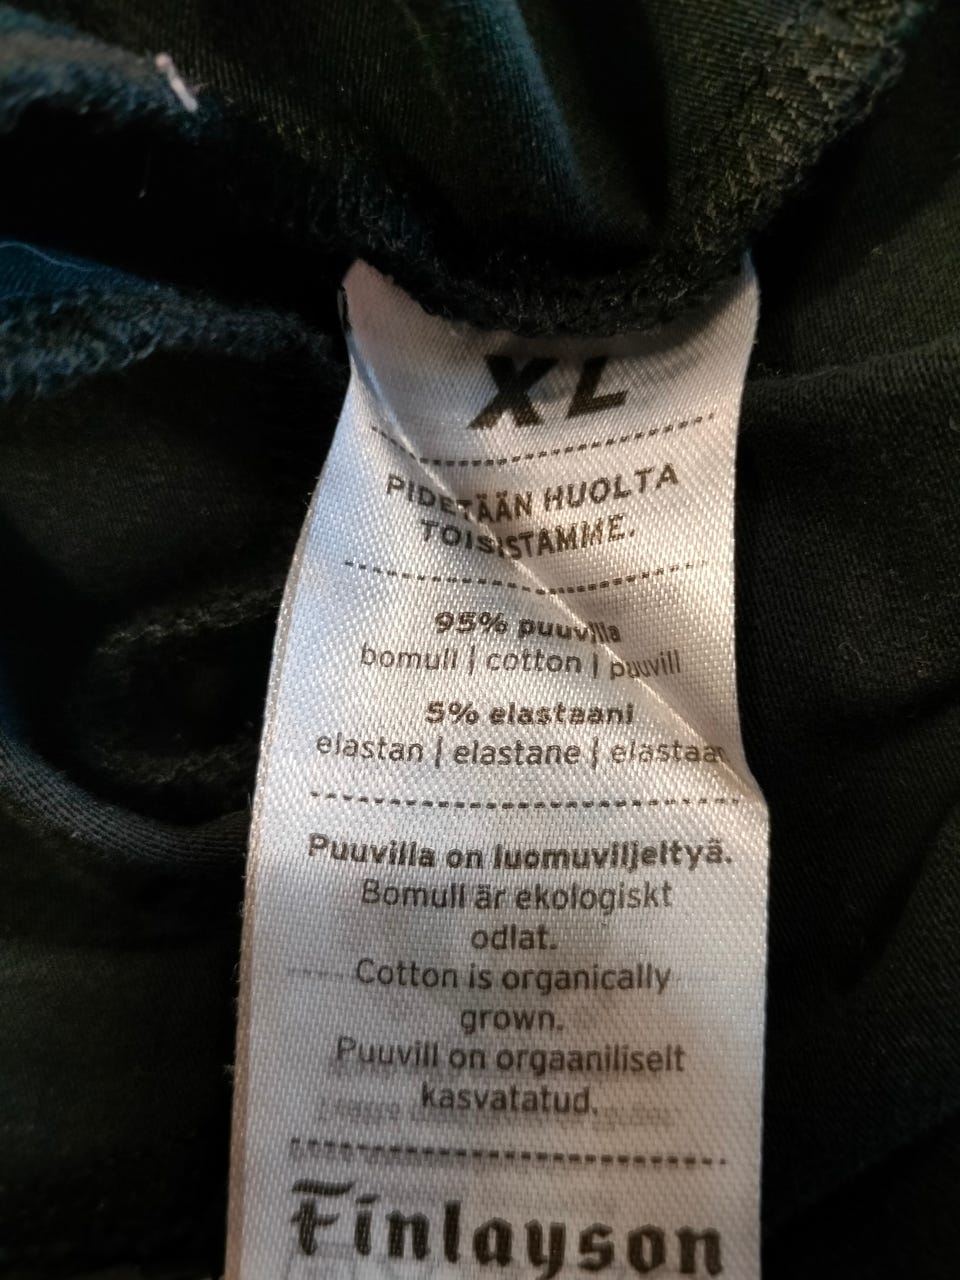 XL
PIDETÄÄN HUOLTA
TOISISTAMME.
95% puuvilla
bomull | cotton | puuvill
5% elastaani
elastan | elastane | elastaan
Puuvilla on luomuviljeltyä.
Bomull är ekologiskt
odlat.
Cotton is organically
grown.
Puuvill on orgaaniliselt
kasvatatud.
Finlayson